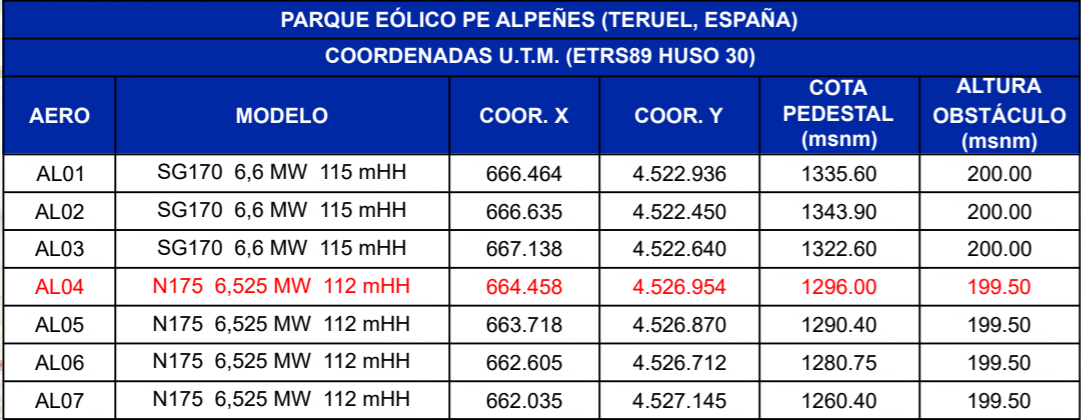 PARQUE EÓLICO PE ALPEÑES (TERUEL, ESPAÑA)
COORDENADAS U.T.M. (ETRS89 HUSO 30)
AERO MODELO COOR. X COOR. Y COTA PEDESTAL (msnm) ALTURA OBSTÁCULO (msnm)
AL01 SG170 6,6 MW 115 mHH 666.464 4.522.936 1335.60 200.00
AL02 SG170 6,6 MW 115 mHH 666.635 4.522.450 1343.90 200.00
AL03 SG170 6,6 MW 115 mHH 667.138 4.522.640 1322.60 200.00
AL04 N175 6,525 MW 112 mHH 664.458 4.526.954 1296.00 199.50
AL05 N175 6,525 MW 112 mHH 663.718 4.526.870 1290.40 199.50
AL06 N175 6,525 MW 112 mHH 662.605 4.526.712 1280.75 199.50
AL07 N175 6,525 MW 112 mHH 662.035 4.527.145 1260.40 199.50